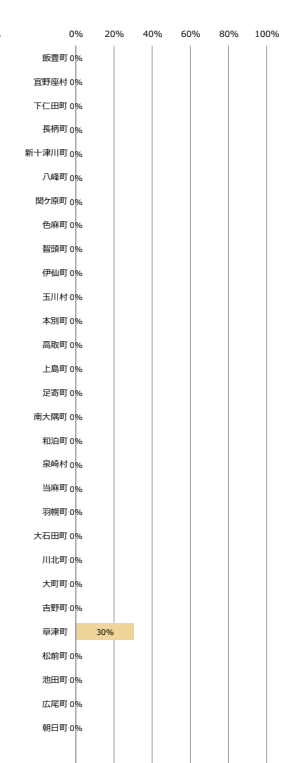 0% 20% 40% 60% 80% 100%
飯豊町 0%
宜野座村 0%
下仁田町 0%
長柄町 0%
新十津川町 0%
八峰町 0%
関ケ原町 0%
色麻町 0%
智頭町 0%
伊仙町 0%
玉川村 0%
本別町 0%
高取町 0%
上島町 0%
足寄町 0%
南大隅町 0%
和泊町 0%
泉崎村 0%
当麻町 0%
羽幌町 0%
大石田町 0%
川北町 0%
大町町 0%
吉野町 0%
草津町 30%
松前町 0%
池田町 0%
広尾町 0%
朝日町 0%